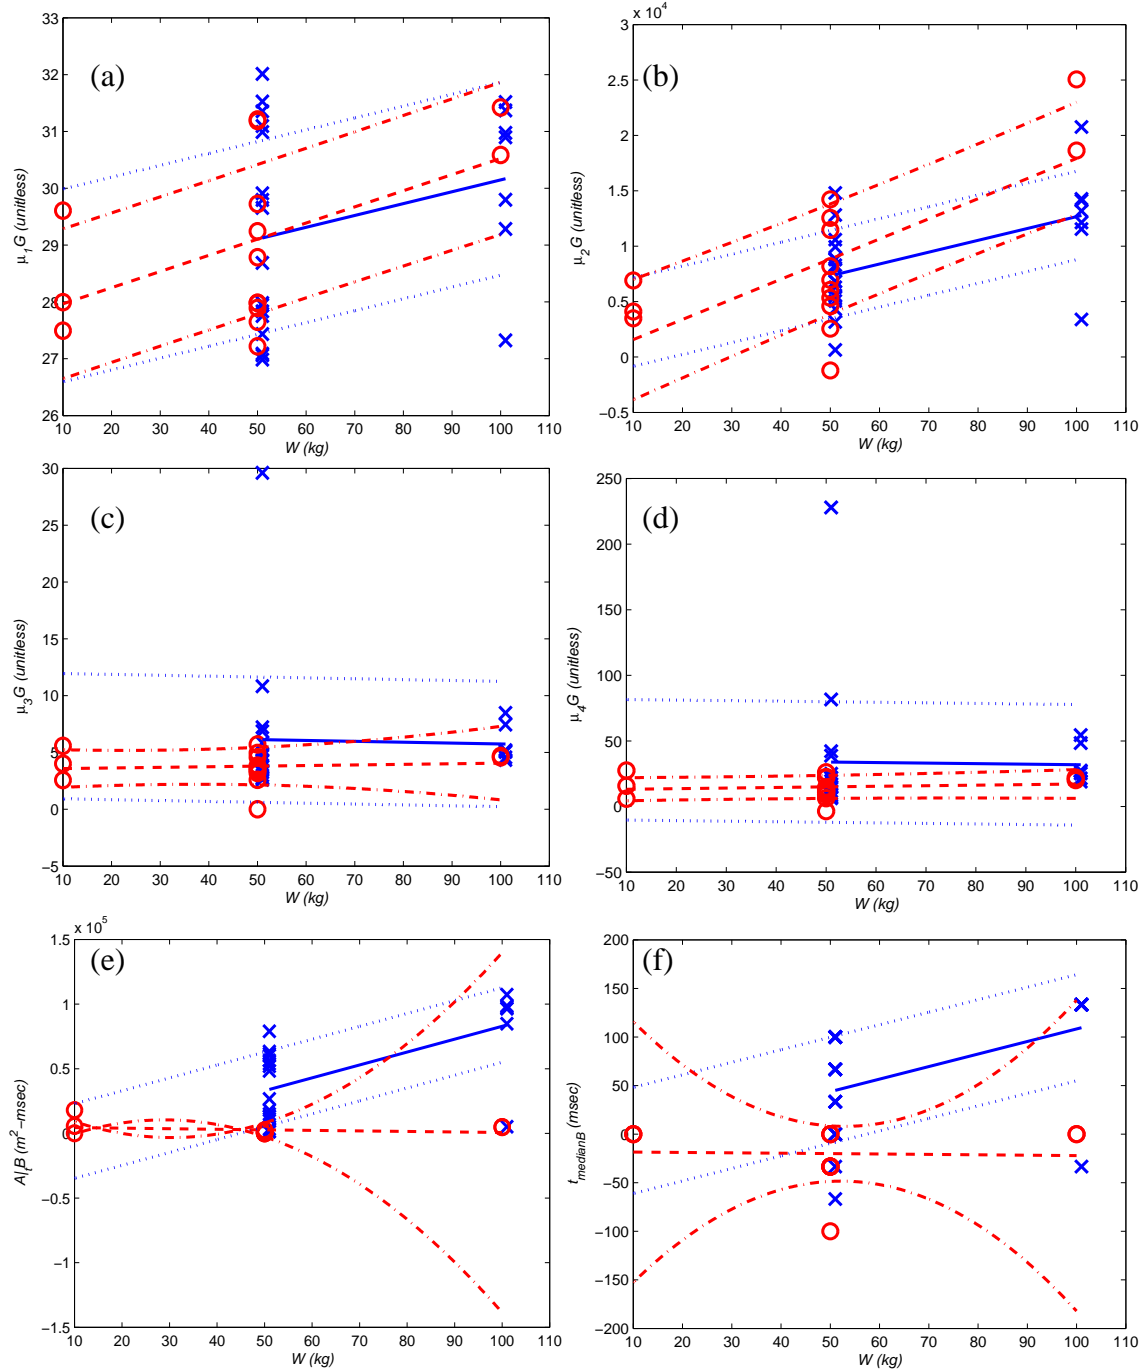 (a)
33
32
31
30
29
28
27
26
μ1G (unitless)
10 20 30 40 50 60 70 80 90 100 110
W (kg)
(b)
x 10^4
3
2.5
2
1.5
1
0.5
0
−0.5
μ2G (unitless)
10 20 30 40 50 60 70 80 90 100 110
W (kg)
(c)
30
25
20
15
10
5
0
−5
μ3G (unitless)
10 20 30 40 50 60 70 80 90 100 110
W (kg)
(d)
250
200
150
100
50
0
−50
μ4G (unitless)
10 20 30 40 50 60 70 80 90 100 110
W (kg)
(e)
x 10^5
1.5
1
0.5
0
−0.5
−1
−1.5
A|tB (m^2−msec)
10 20 30 40 50 60 70 80 90 100 110
W (kg)
(f)
200
150
100
50
0
−50
−100
−150
−200
tmedianB (msec)
10 20 30 40 50 60 70 80 90 100 110
W (kg)